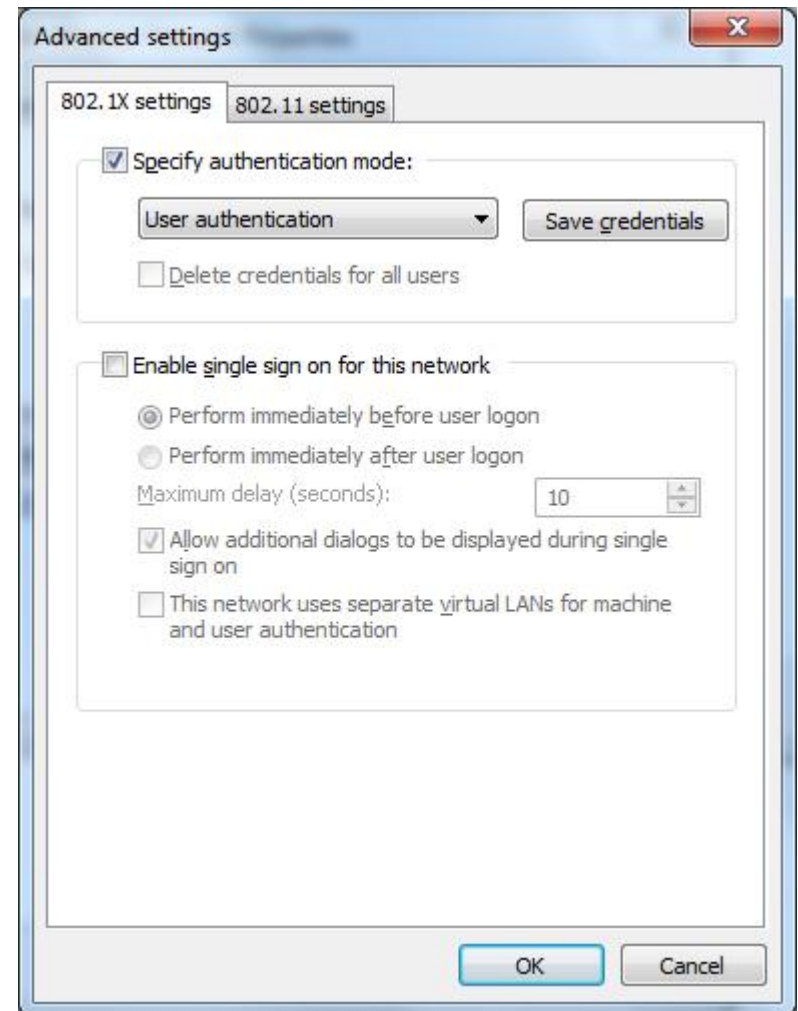 Advanced settings
802.1X settings
802.11 settings
Specify authentication mode:
User authentication
Save credentials
Delete credentials for all users
Enable single sign on for this network
Perform immediately before user logon
Perform immediately after user logon
Maximum delay (seconds):
10
Allow additional dialogs to be displayed during single
sign on
This network uses separate virtual LANs for machine
and user authentication
OK
Cancel